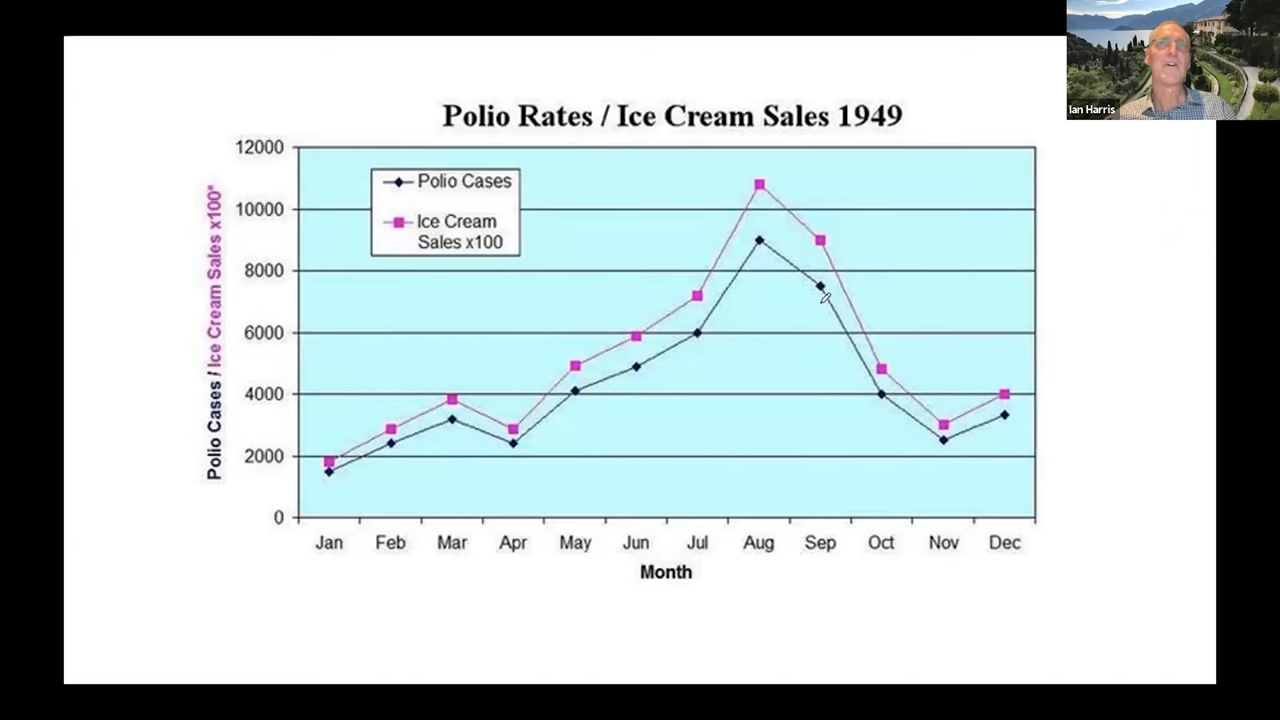 Ian Harris
Polio Rates / Ice Cream Sales 1949
Polio Cases / Ice Cream Sales x100"
12000
10000
8000
6000
4000
2000
0
Polio Cases
Ice Cream
Sales x100
Jan Feb Mar Apr May Jun Jul Aug Sep Oct Nov Dec
Month